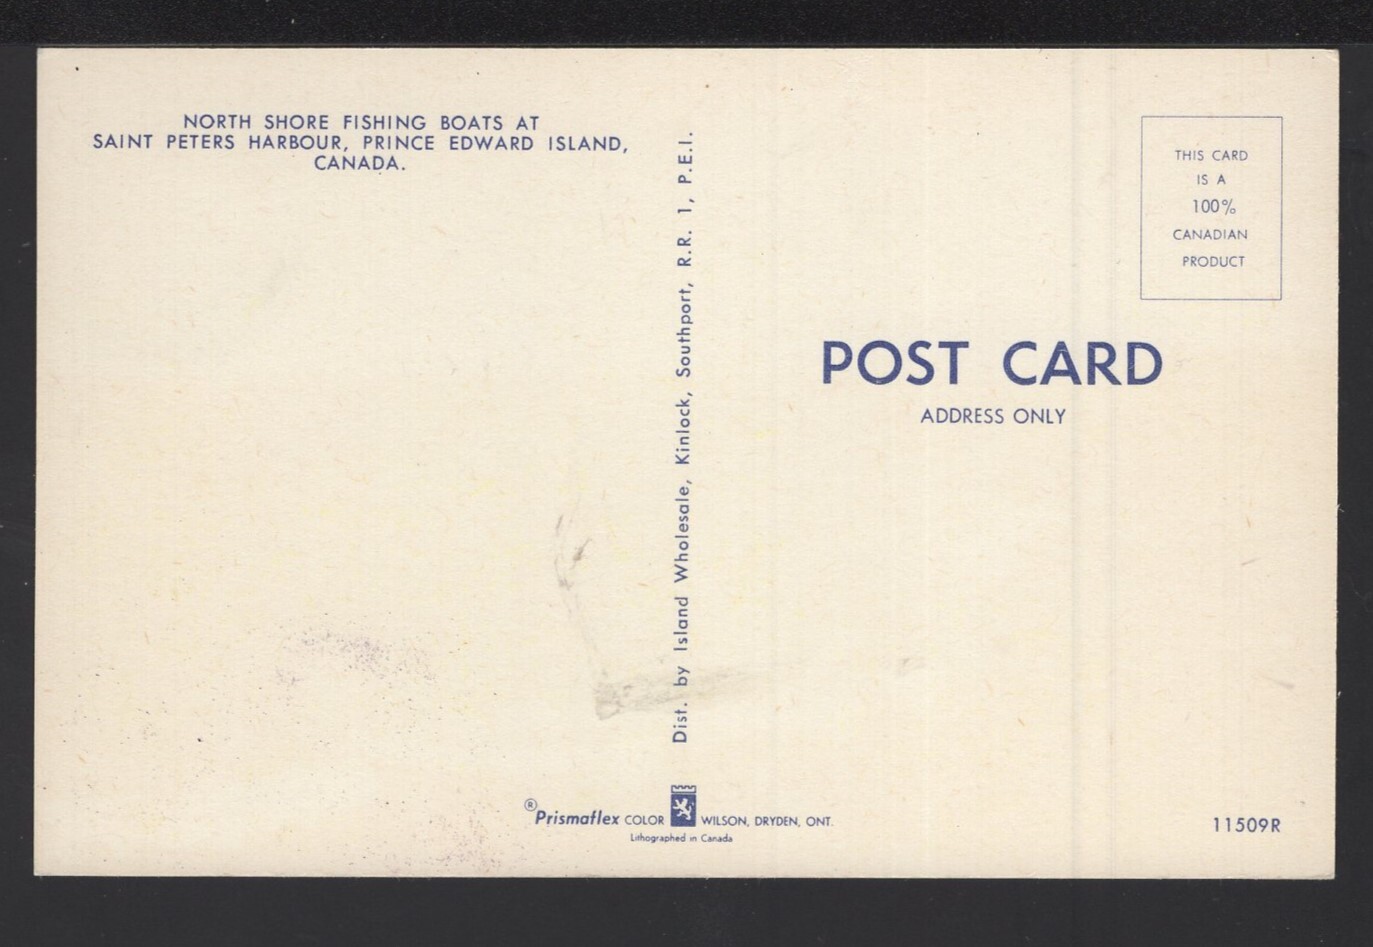 NORTH SHORE FISHING BOATS AT
SAINT PETERS HARBOUR, PRINCE EDWARD ISLAND,
CANADA.
Dist. by Island Wholesale, Kinlock, Southport, R.R. 1, P.E.I.
THIS CARD
IS A
100%
CANADIAN
PRODUCT
POST CARD
ADDRESS ONLY
®Prismaflex COLOR WILSON, DRYDEN, ONT.
Lithographed in Canada
11509R